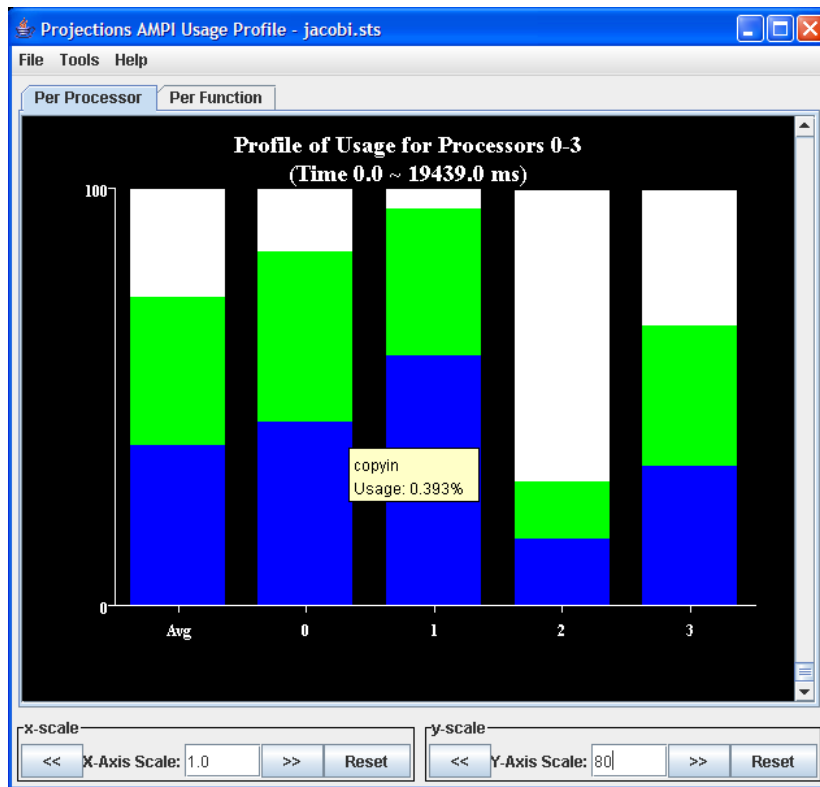 Projections AMPI Usage Profile - jacobi.sts
File Tools Help
Per Processor Per Function
Profile of Usage for Processors 0-3
(Time 0.0 ~ 19439.0 ms)
100
copyin
Usage: 0.393%
0
Avg 0 1 2 3
x-scale y-scale
<< X-Axis Scale: 1.0 >> Reset << Y-Axis Scale: 80 >> Reset